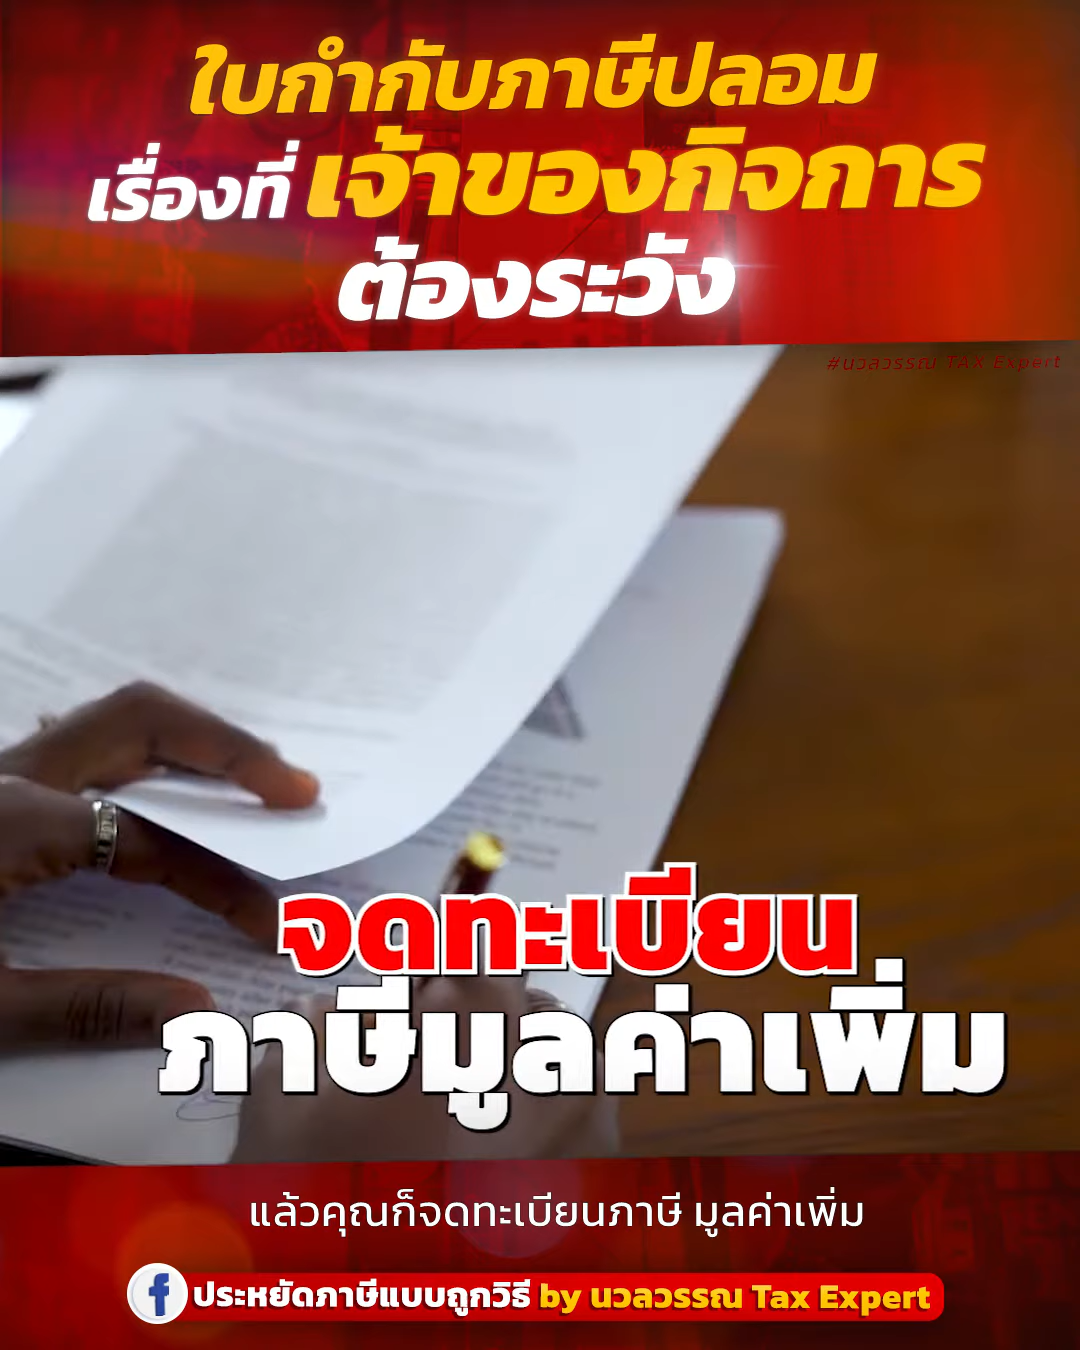 ใบกำกับภาษีปลอม
เรื่องที่ เจ้าของกิจการ
ต้องระวัง
#นวลวรรณ TAX Expert
จดทะเบียน
ภาษีมูลค่าเพิ่ม
แล้วคุณก็จดทะเบียนภาษี มูลค่าเพิ่ม
ประหยัดภาษีแบบถูกวิธี by นวลวรรณ Tax Expert